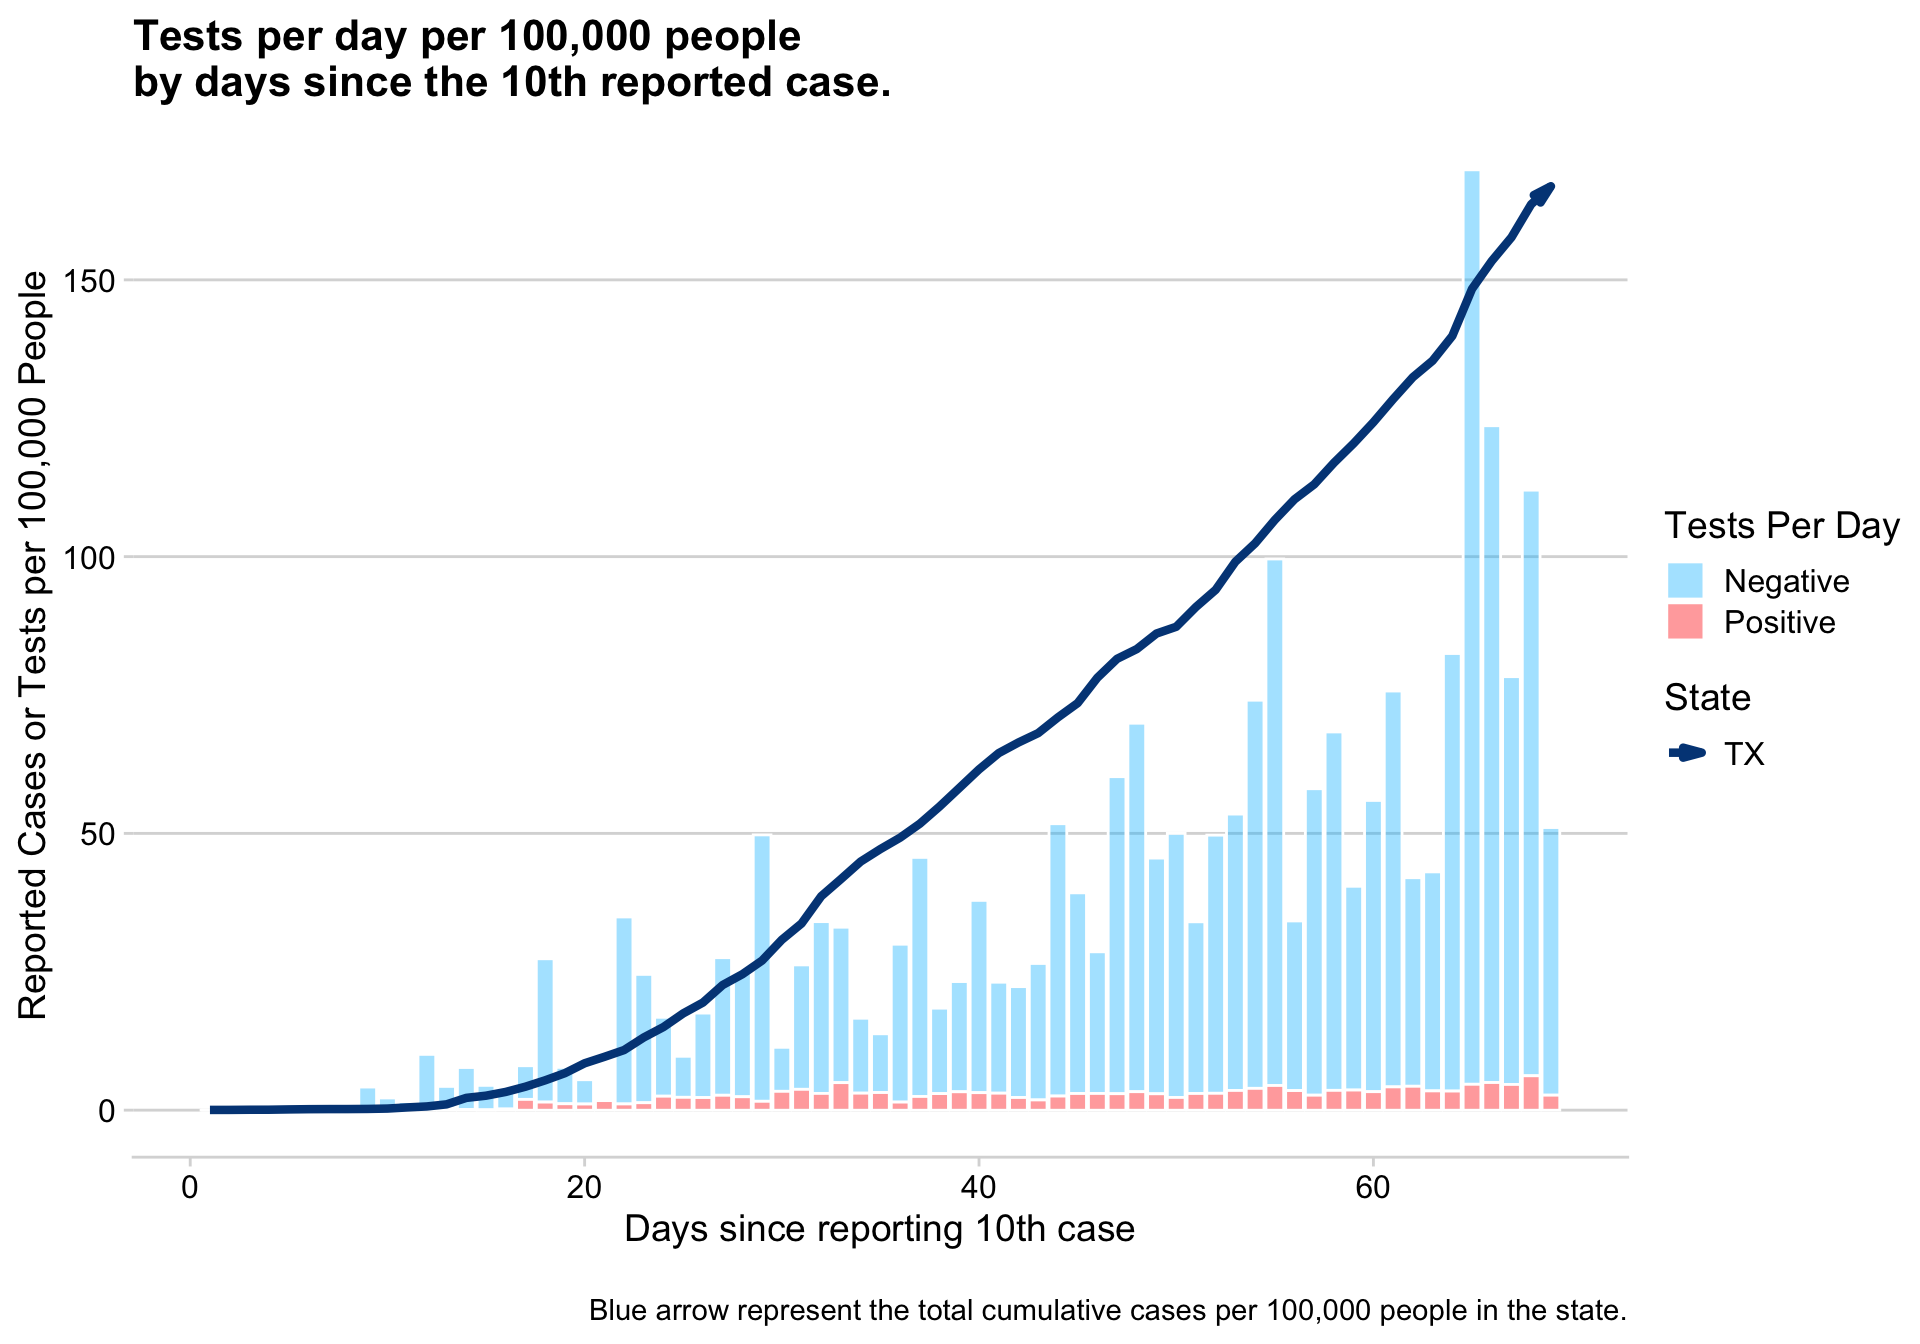 Tests per day per 100,000 people
by days since the 10th reported case.
Reported Cases or Tests per 100,000 People
150
100
50
0
0
20
40
60
Days since reporting 10th case
Tests Per Day
Negative
Positive
State
TX
Blue arrow represent the total cumulative cases per 100,000 people in the state.